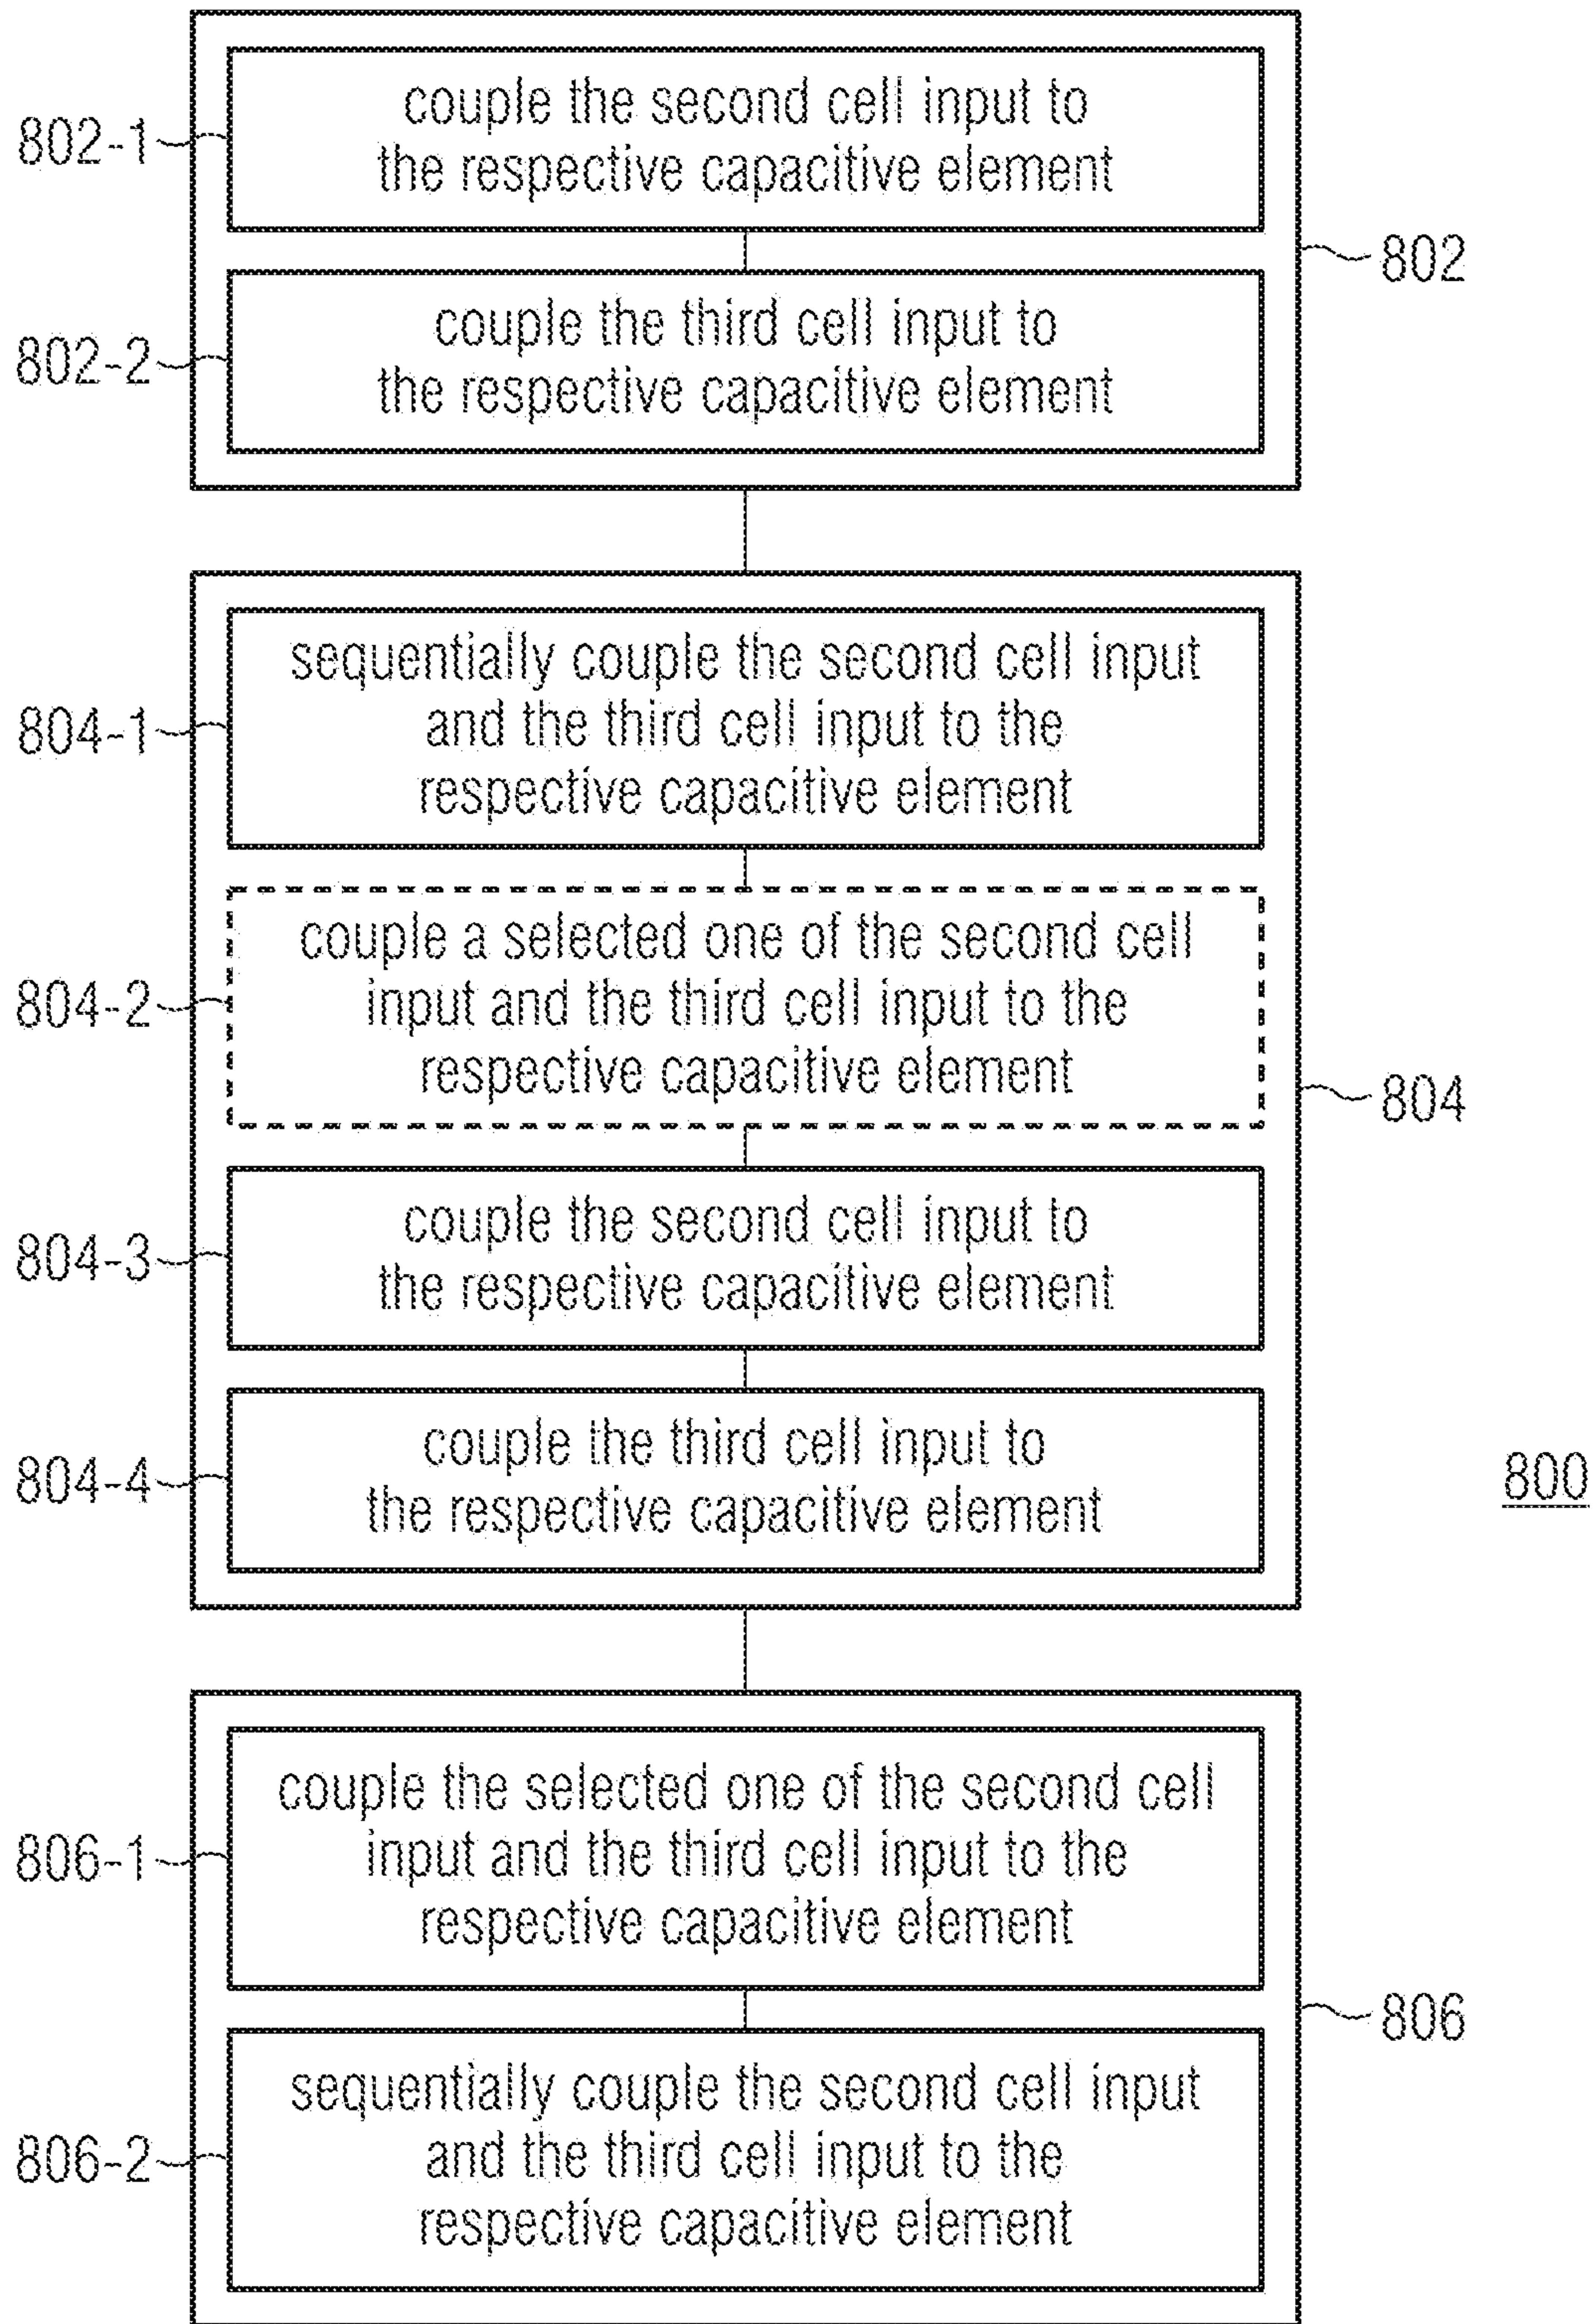 802-1
couple the second cell input to
the respective capacitive element
802
802-2
couple the third cell input to
the respective capacitive element
804-1
sequentially couple the second cell input
and the third cell input to the
respective capacitive element
804-2
couple a selected one of the second cell
input and the third cell input to the
respective capacitive element
804
804-3
couple the second cell input to
the respective capacitive element
804-4
couple the third cell input to
the respective capacitive element
800
806-1
couple the selected one of the second cell
input and the third cell input to the
respective capacitive element
806
806-2
sequentially couple the second cell input
and the third cell input to the
respective capacitive element